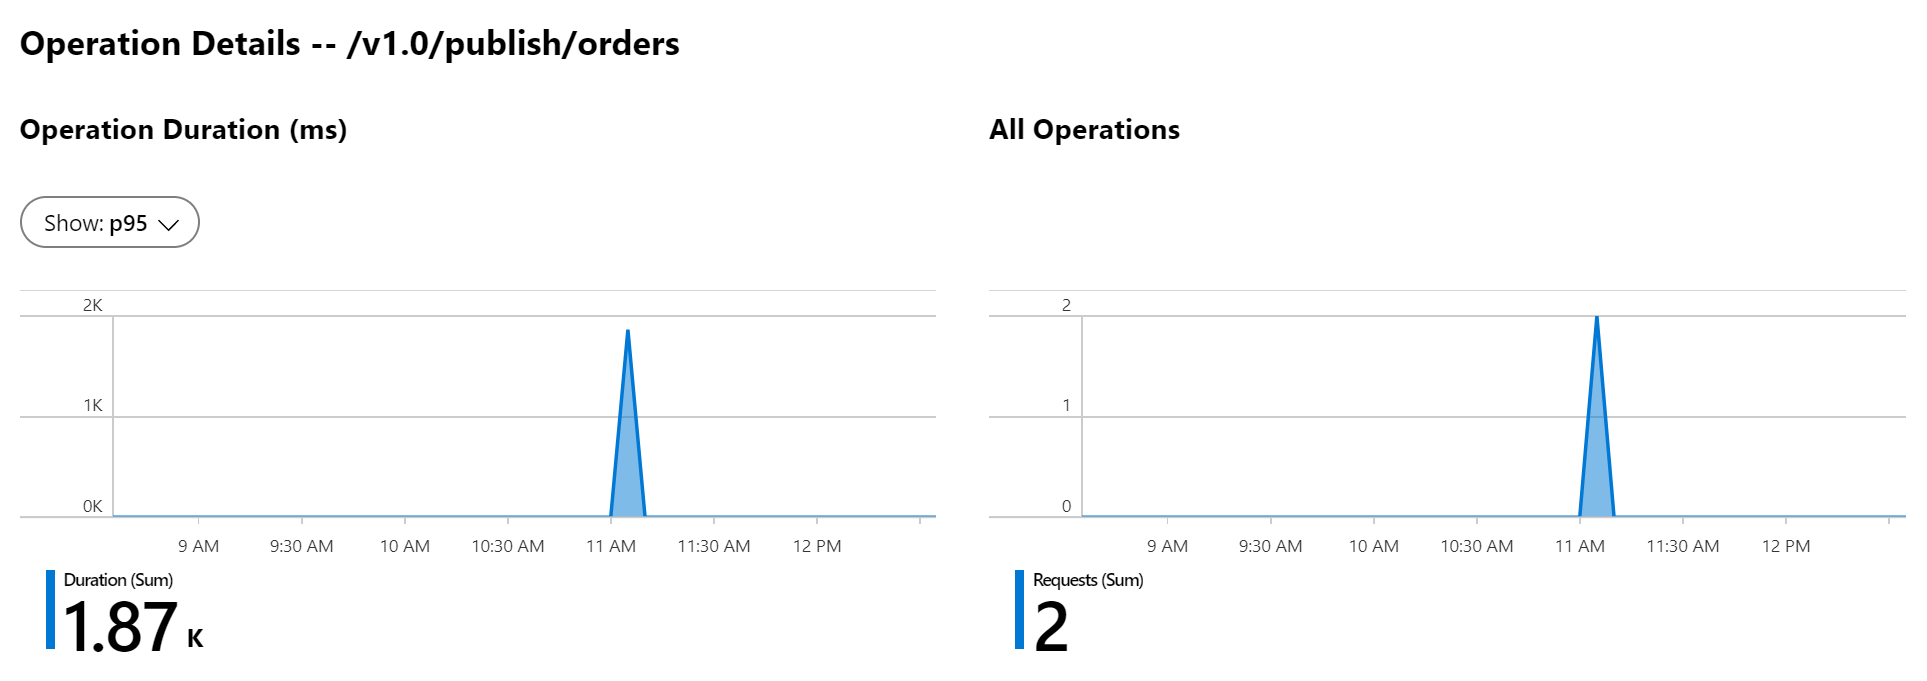 Operation Details -- /v1.0/publish/orders
Operation Duration (ms)
Show: p95
2K
1K
0K
9 AM 9:30 AM 10 AM 10:30 AM 11 AM 11:30 AM 12 PM
Duration (Sum)
1.87 K
All Operations
2
1
0
9 AM 9:30 AM 10 AM 10:30 AM 11 AM 11:30 AM 12 PM
Requests (Sum)
2